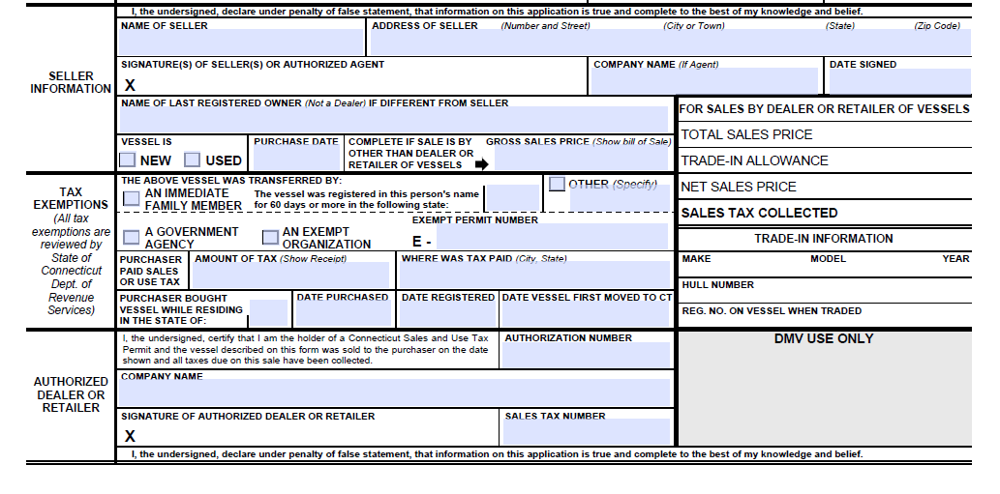 I, the undersigned, declare under penalty of false statement, that information on this application is true and complete to the best of my knowledge and belief.
NAME OF SELLER
ADDRESS OF SELLER (Number and Street) (City or Town) (State) (Zip Code)
SELLER
INFORMATION
SIGNATURE(S) OF SELLER(S) OR AUTHORIZED AGENT
X
COMPANY NAME (If Agent)
DATE SIGNED
NAME OF LAST REGISTERED OWNER (Not a Dealer) IF DIFFERENT FROM SELLER
VESSEL IS
NEW USED
PURCHASE DATE
COMPLETE IF SALE IS BY
OTHER THAN DEALER OR
RETAILER OF VESSELS
GROSS SALES PRICE (Show bill of Sale)
FOR SALES BY DEALER OR RETAILER OF VESSELS
TOTAL SALES PRICE
TRADE-IN ALLOWANCE
NET SALES PRICE
SALES TAX COLLECTED
TRADE-IN INFORMATION
MAKE MODEL YEAR
HULL NUMBER
REG. NO. ON VESSEL WHEN TRADED
TAX
EXEMPTIONS
(All tax
exemptions are
reviewed by
State of
Connecticut
Dept. of
Revenue
Services)
THE ABOVE VESSEL WAS TRANSFERRED BY:
AN IMMEDIATE
FAMILY MEMBER
The vessel was registered in this person's name
for 60 days or more in the following state:
OTHER (Specify)
A GOVERNMENT
AGENCY
AN EXEMPT
ORGANIZATION
EXEMPT PERMIT NUMBER
E -
PURCHASER
PAID SALES
OR USE TAX
AMOUNT OF TAX (Show Receipt)
WHERE WAS TAX PAID (City, State)
PURCHASER BOUGHT
VESSEL WHILE RESIDING
IN THE STATE OF:
DATE PURCHASED
DATE REGISTERED
DATE VESSEL FIRST MOVED TO CT
AUTHORIZED
DEALER OR
RETAILER
I, the undersigned, certify that I am the holder of a Connecticut Sales and Use Tax
Permit and the vessel described on this form was sold to the purchaser on the date
shown and all taxes due on this sale have been collected.
AUTHORIZATION NUMBER
DMV USE ONLY
COMPANY NAME
SIGNATURE OF AUTHORIZED DEALER OR RETAILER
X
SALES TAX NUMBER
I, the undersigned, declare under penalty of false statement, that information on this application is true and complete to the best of my knowledge and belief.